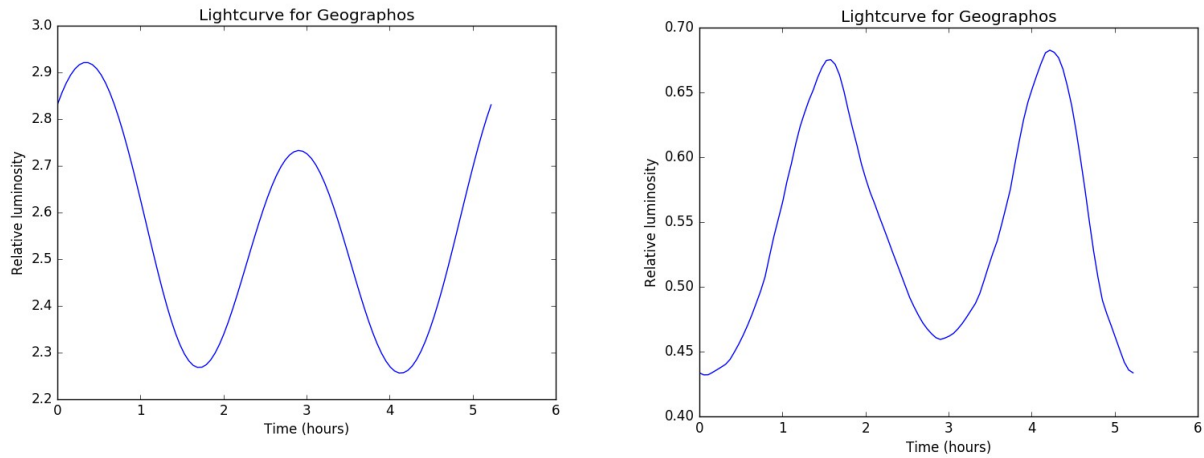 Lightcurve for Geographos
3.0
2.9
2.8
2.7
2.6
2.5
2.4
2.3
2.2
Relative luminosity
0 1 2 3 4 5 6
Time (hours)
Lightcurve for Geographos
0.70
0.65
0.60
0.55
0.50
0.45
0.40
Relative luminosity
0 1 2 3 4 5 6
Time (hours)